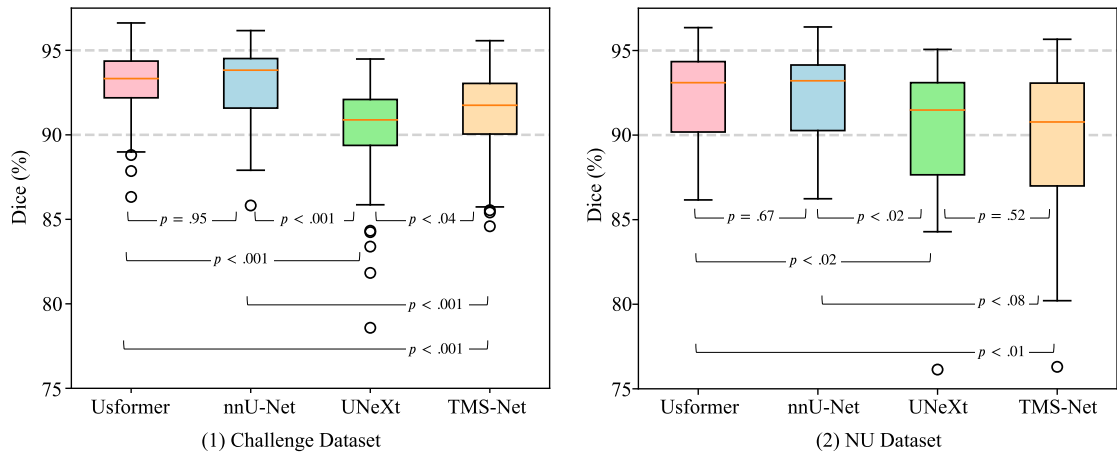 Dice (%)
95
90
85
80
75
p = .95
p < .001
p < .04
p < .001
p < .001
p < .001
Usformer
nnU-Net
UNeXt
TMS-Net
(1) Challenge Dataset
Dice (%)
95
90
85
80
75
p = .67
p < .02
p = .52
p < .02
p < .08
p < .01
Usformer
nnU-Net
UNeXt
TMS-Net
(2) NU Dataset